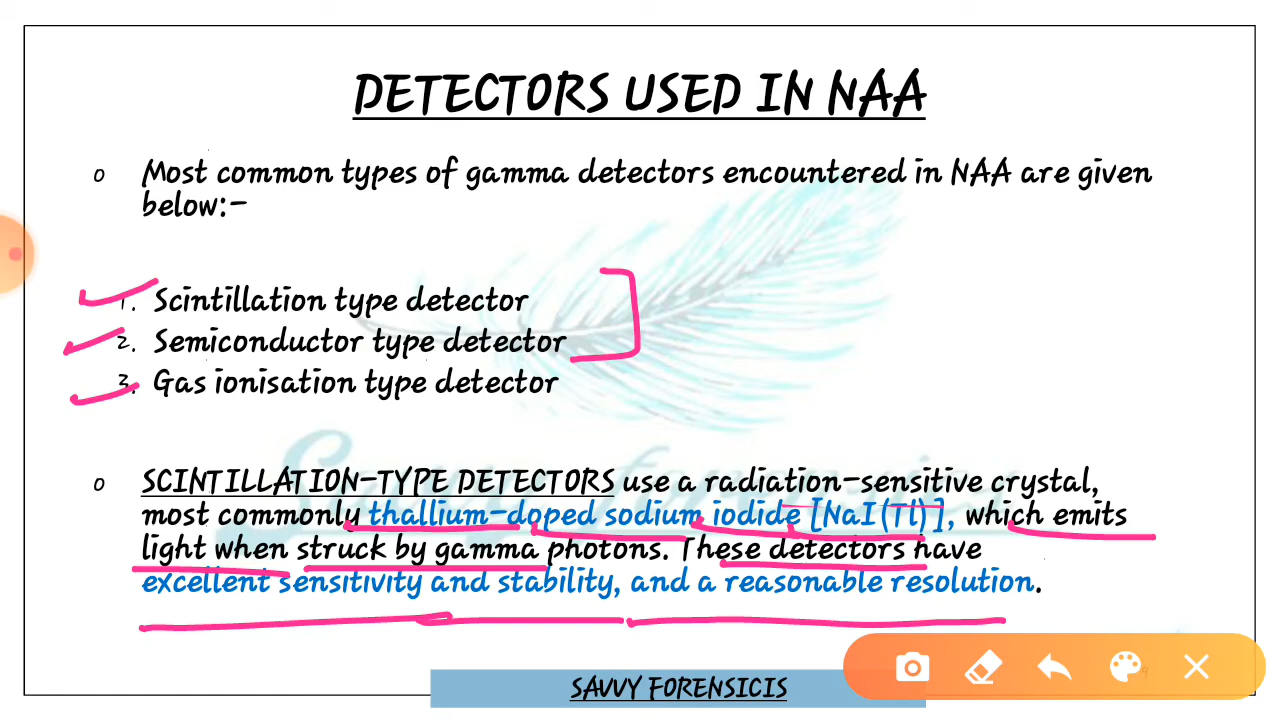 DETECTORS USED IN NAA
o Most common types of gamma detectors encountered in NAA are given
below:-
1. Scintillation type detector
2. Semiconductor type detector
3. Gas ionisation type detector
o SCINTILLATION-TYPE DETECTORS use a radiation-sensitive crystal,
most commonly thallium-doped sodium iodide [NaI(Tl)], which emits
light when struck by gamma photons. These detectors have
excellent sensitivity and stability, and a reasonable resolution.
SAVVY FORENSICIS